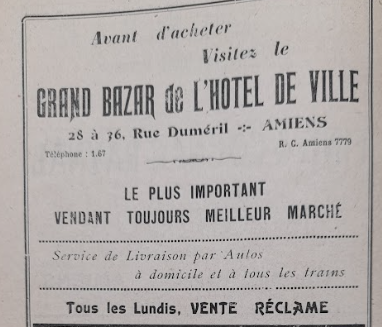 Avant d'acheter
Visitez le
GRAND BAZAR de L'HOTEL DE VILLE
28 à 36, Rue Duméril -:- AMIENS
Téléphone : 1.67
R. C. Amiens 7779
LE PLUS IMPORTANT
VENDANT TOUJOURS MEILLEUR MARCHÉ
Service de Livraison par Autos
à domicile et à tous les trains
Tous les Lundis, VENTE RÉCLAME